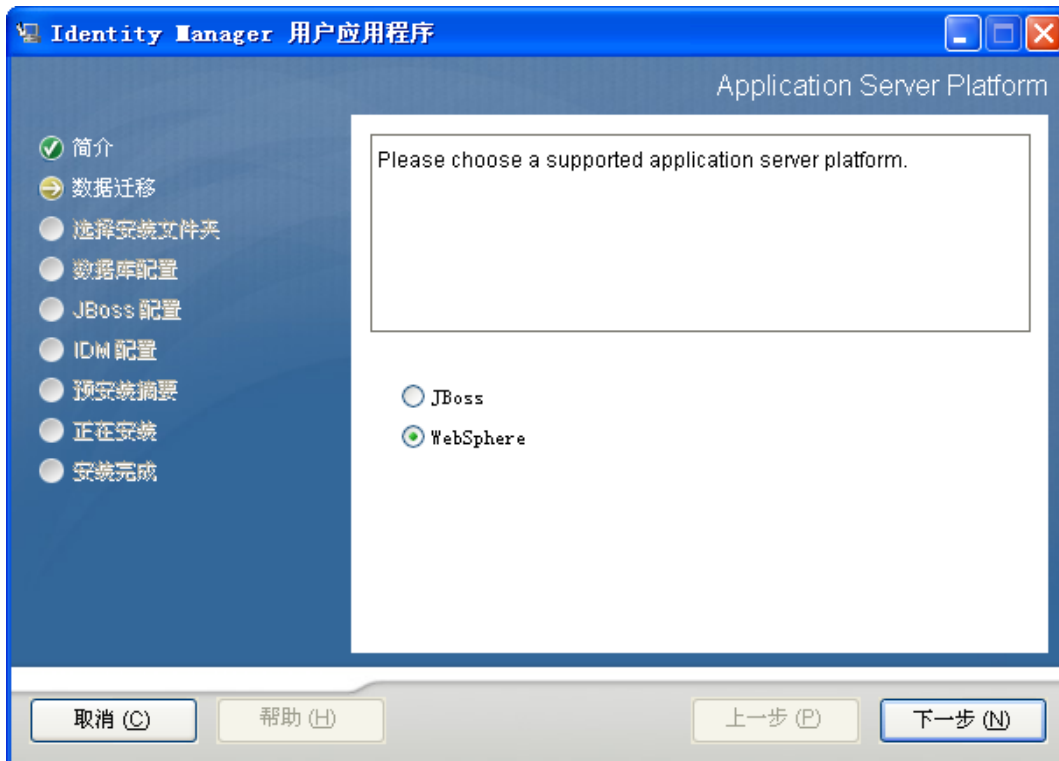 Identity Manager 用户应用程序
Application Server Platform
简介
数据迁移
选择安装文件夹
数据库配置
JBoss 配置
IDM 配置
预安装摘要
正在安装
安装完成
Please choose a supported application server platform.
JBoss
WebSphere
取消 (C)
帮助 (H)
上一步 (P)
下一步 (N)